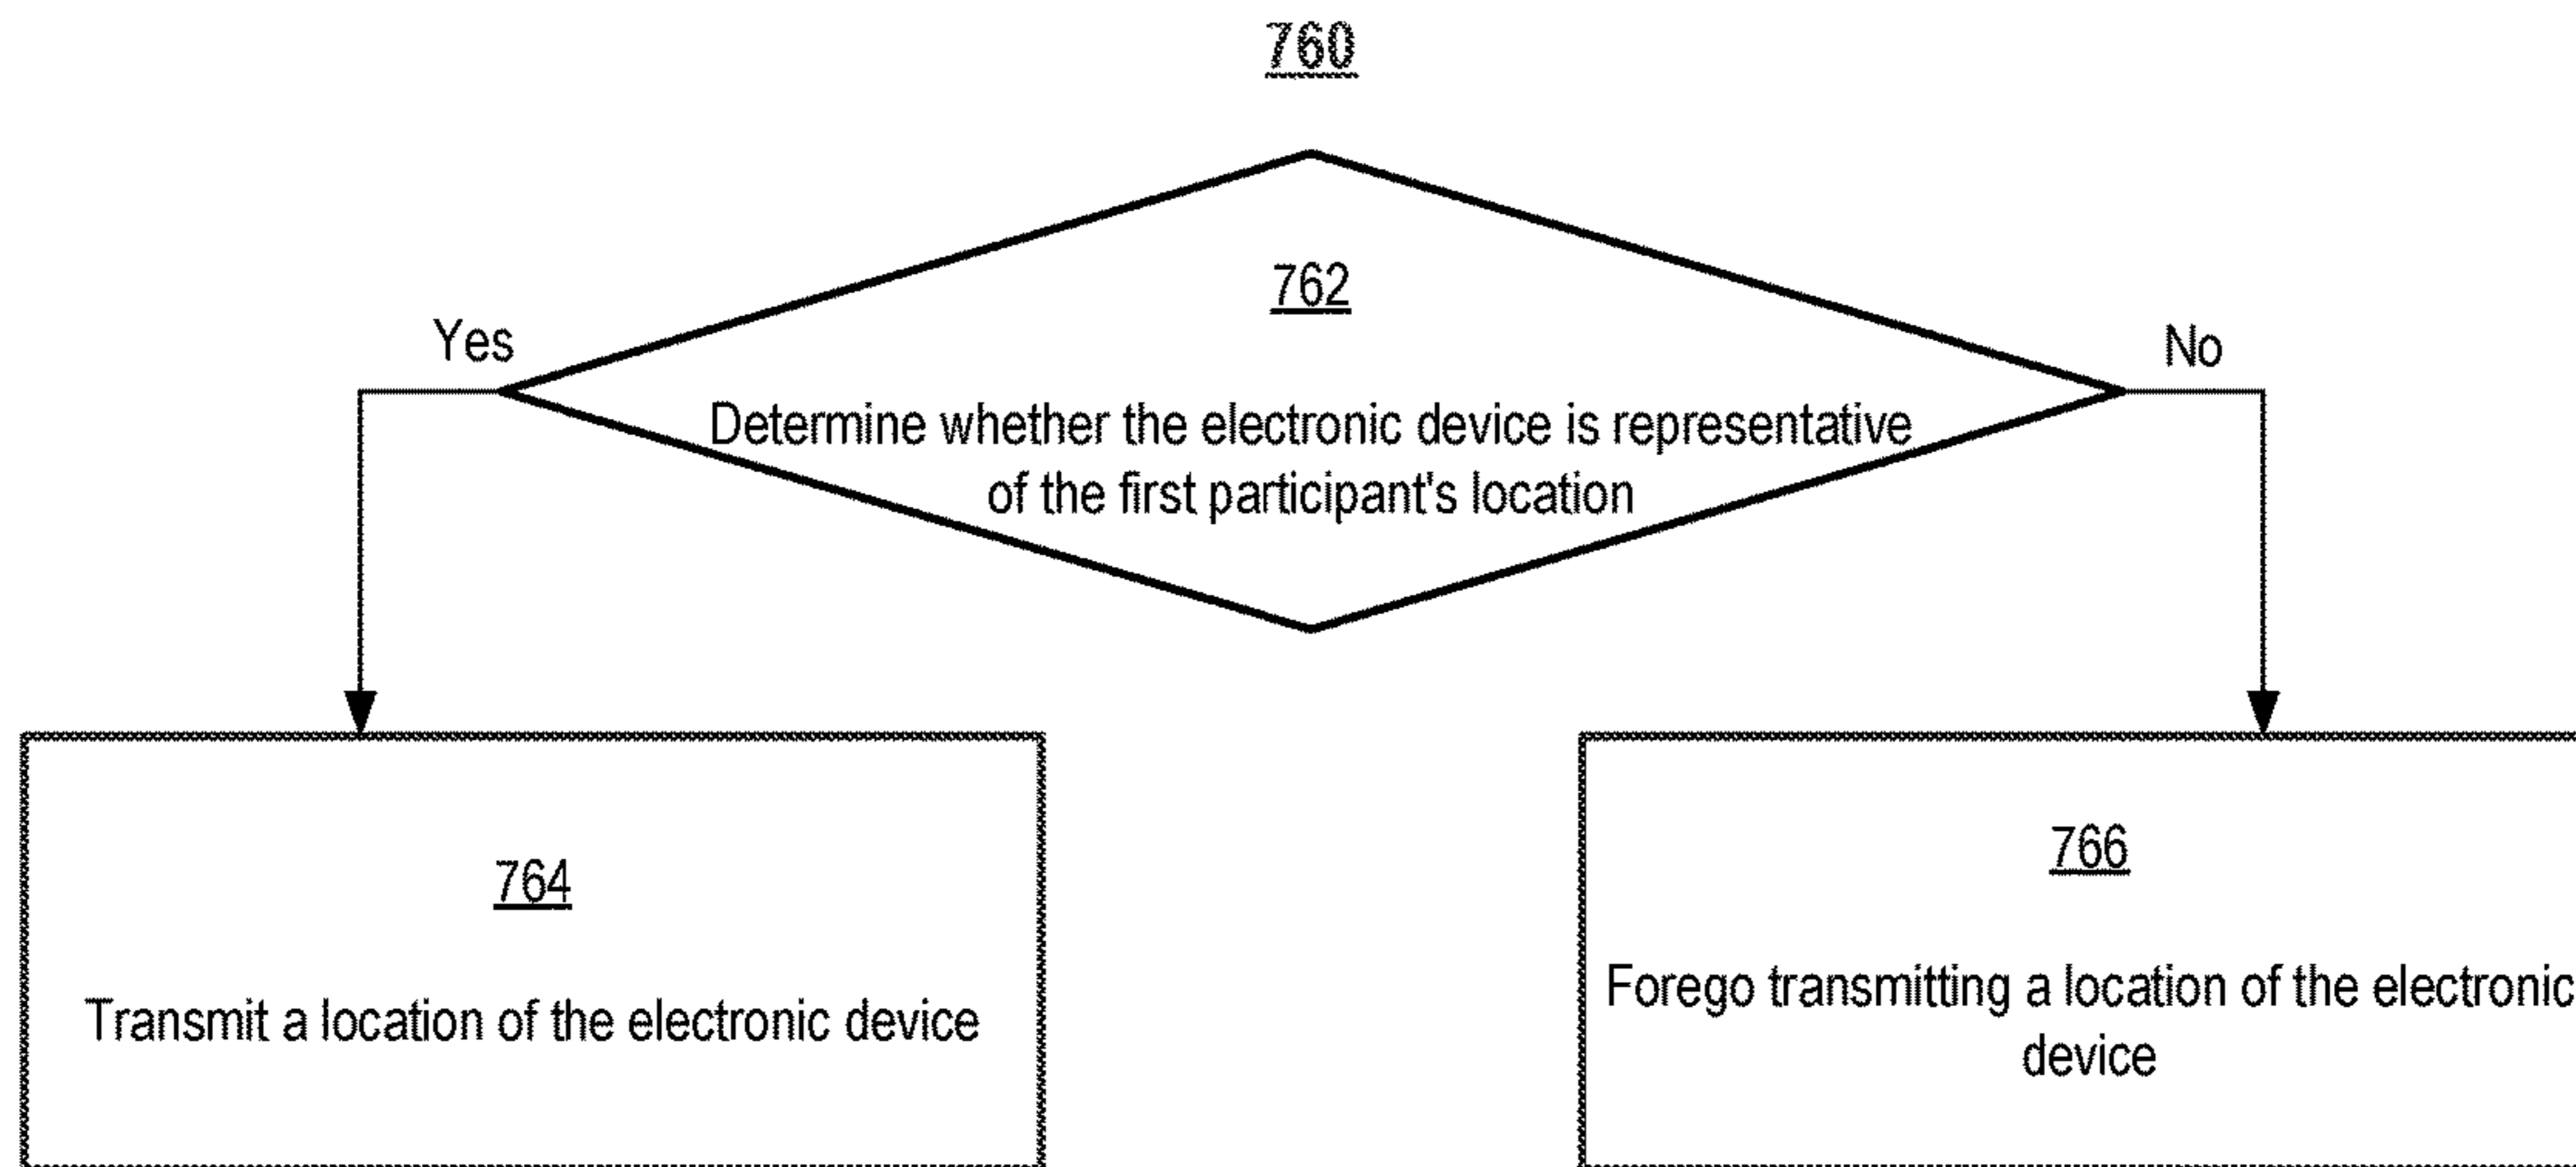 760
762
Yes
No
Determine whether the electronic device is representative
of the first participant's location
764
Transmit a location of the electronic device
766
Forego transmitting a location of the electronic
device